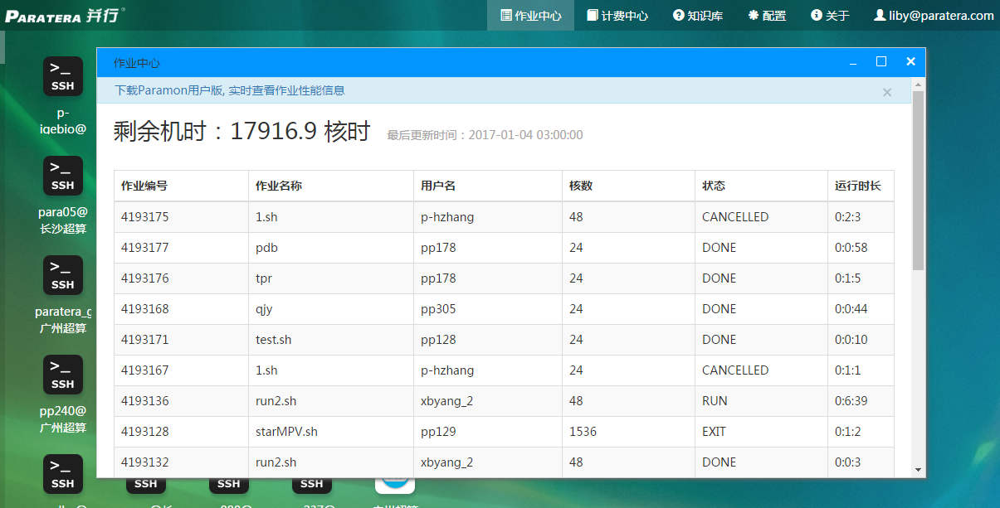 PARATERA 并行®
作业中心 计费中心 知识库 配置 关于 liby@paratera.com
SSH
p-
igebio@
SSH
para05@
长沙超算
SSH
paratera_g
广州超算
SSH
pp240@
广州超算
SSH
SSH
SSH
SSH
作业中心
下载Paramon用户版, 实时查看作业性能信息
剩余机时：17916.9 核时 最后更新时间：2017-01-04 03:00:00
作业编号 作业名称 用户名 核数 状态 运行时长
4193175 1.sh p-hzhang 48 CANCELLED 0:2:3
4193177 pdb pp178 24 DONE 0:0:58
4193176 tpr pp178 24 DONE 0:1:5
4193168 qjy pp305 24 DONE 0:0:44
4193171 test.sh pp128 24 DONE 0:0:10
4193167 1.sh p-hzhang 24 CANCELLED 0:1:1
4193136 run2.sh xbyang_2 48 RUN 0:6:39
4193128 starMPV.sh pp129 1536 EXIT 0:1:2
4193132 run2.sh xbyang_2 48 DONE 0:0:3